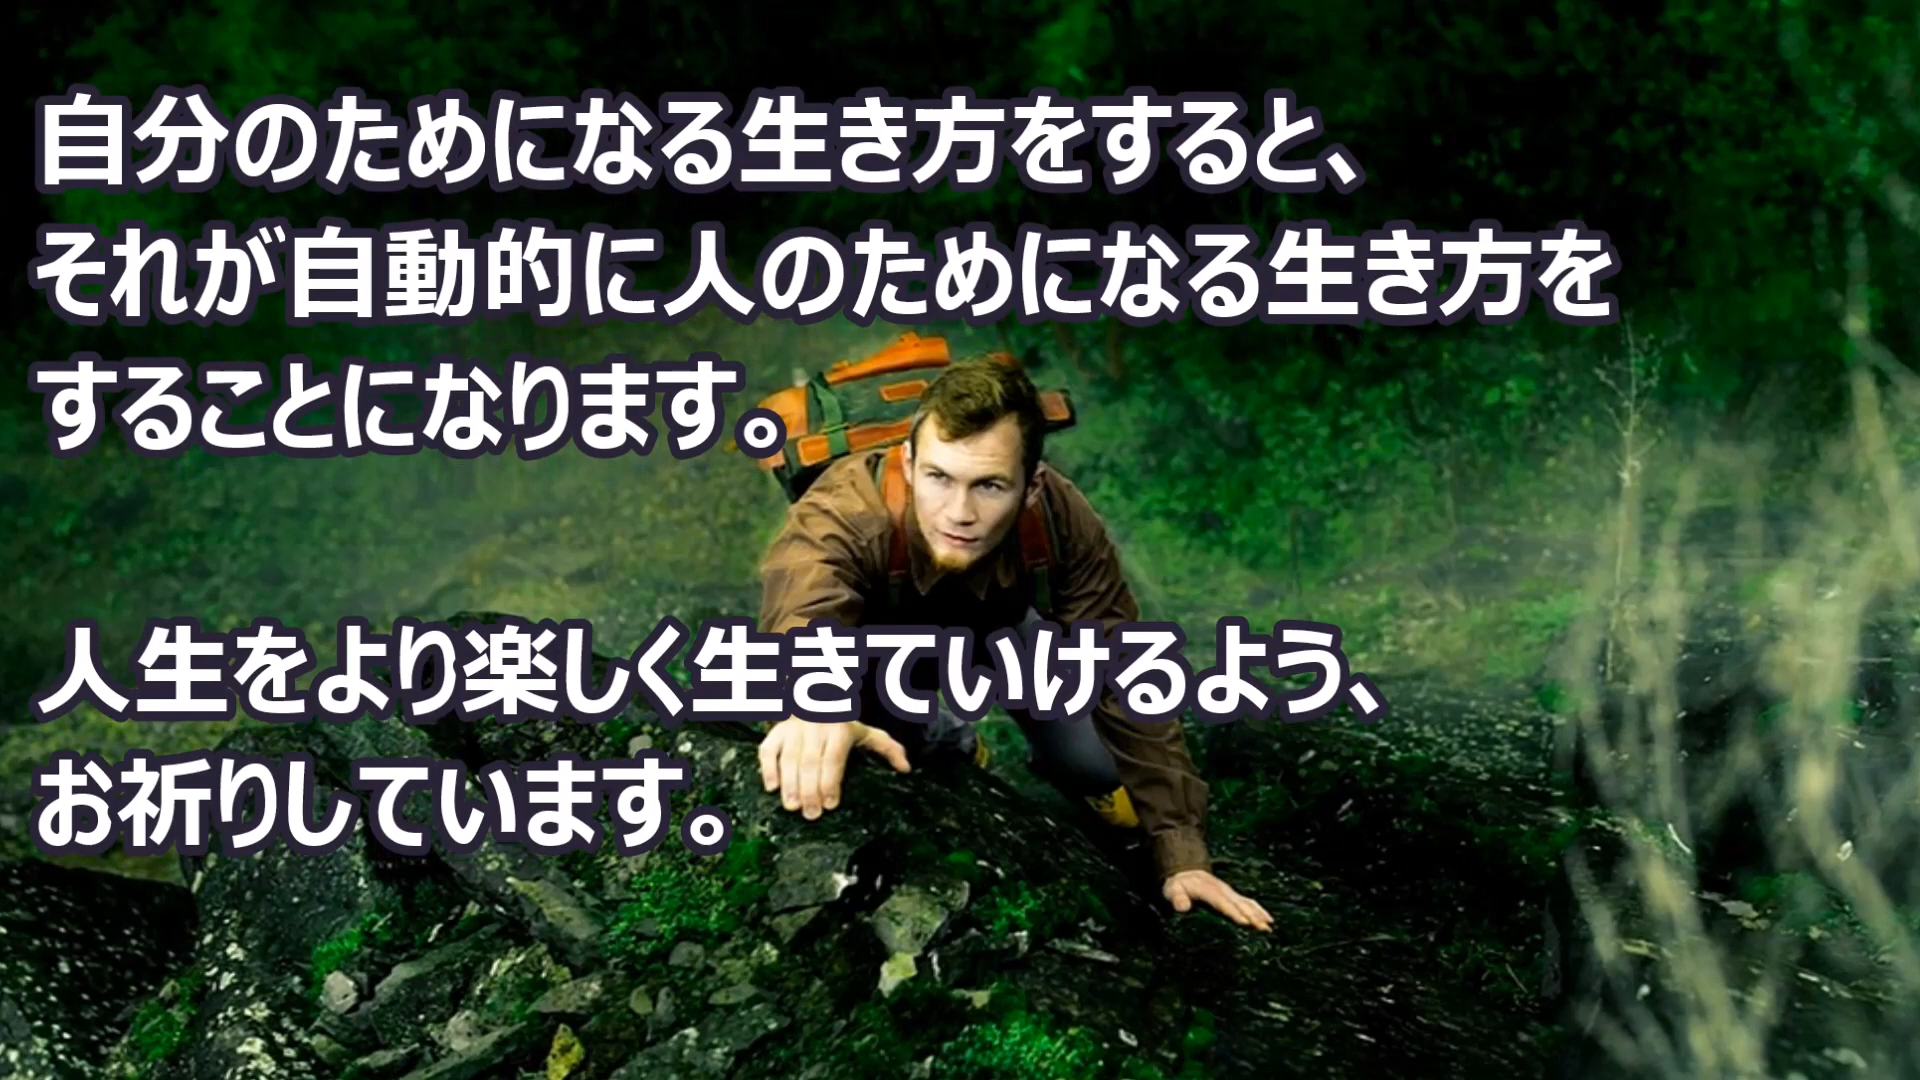 自分のためになる生き方をすると、
それが自動的に人のためになる生き方を
することになります。
人生をより楽しく生きていけるよう、
お祈りしています。